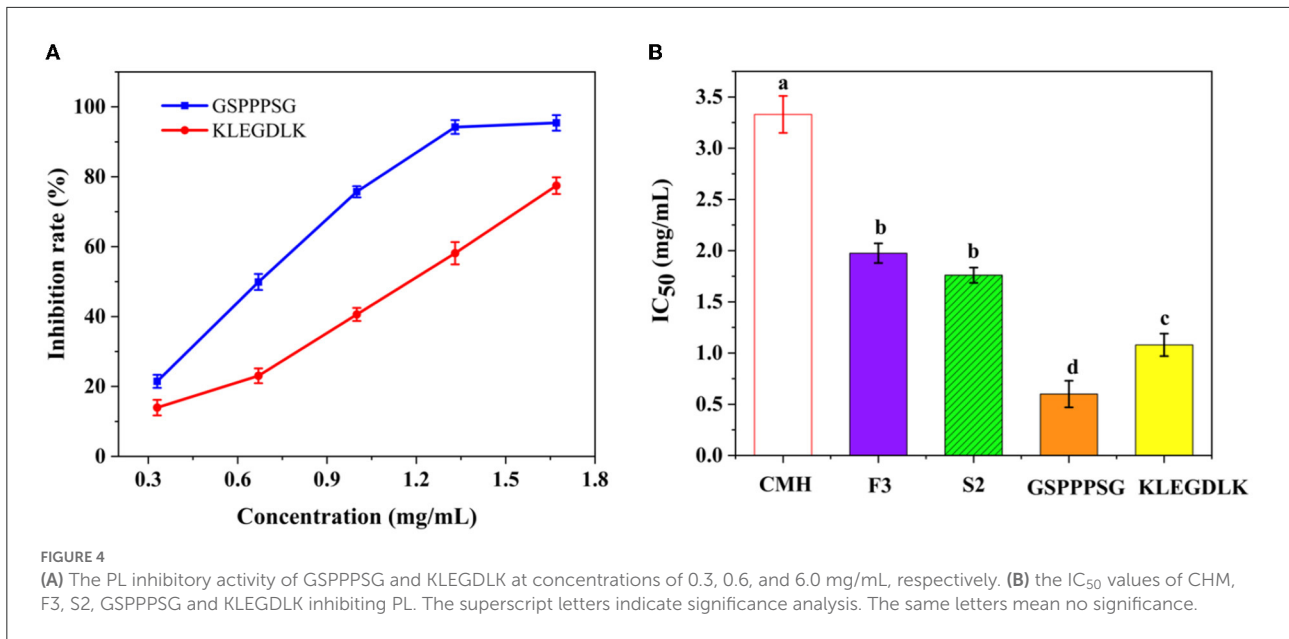 A
GSPPPSG
KLEGDLK
Inhibition rate (%)
100
80
60
40
20
0
0.3 0.6 0.9 1.2 1.5 1.8
Concentration (mg/mL)
B
IC50 (mg/mL)
3.5
3.0
2.5
2.0
1.5
1.0
0.5
0.0
a
b
b
d
c
CMH F3 S2 GSPPPSG KLEGDLK
FIGURE 4
(A) The PL inhibitory activity of GSPPPSG and KLEGDLK at concentrations of 0.3, 0.6, and 6.0 mg/mL, respectively. (B) the IC50 values of CHM,
F3, S2, GSPPPSG and KLEGDLK inhibiting PL. The superscript letters indicate significance analysis. The same letters mean no significance.